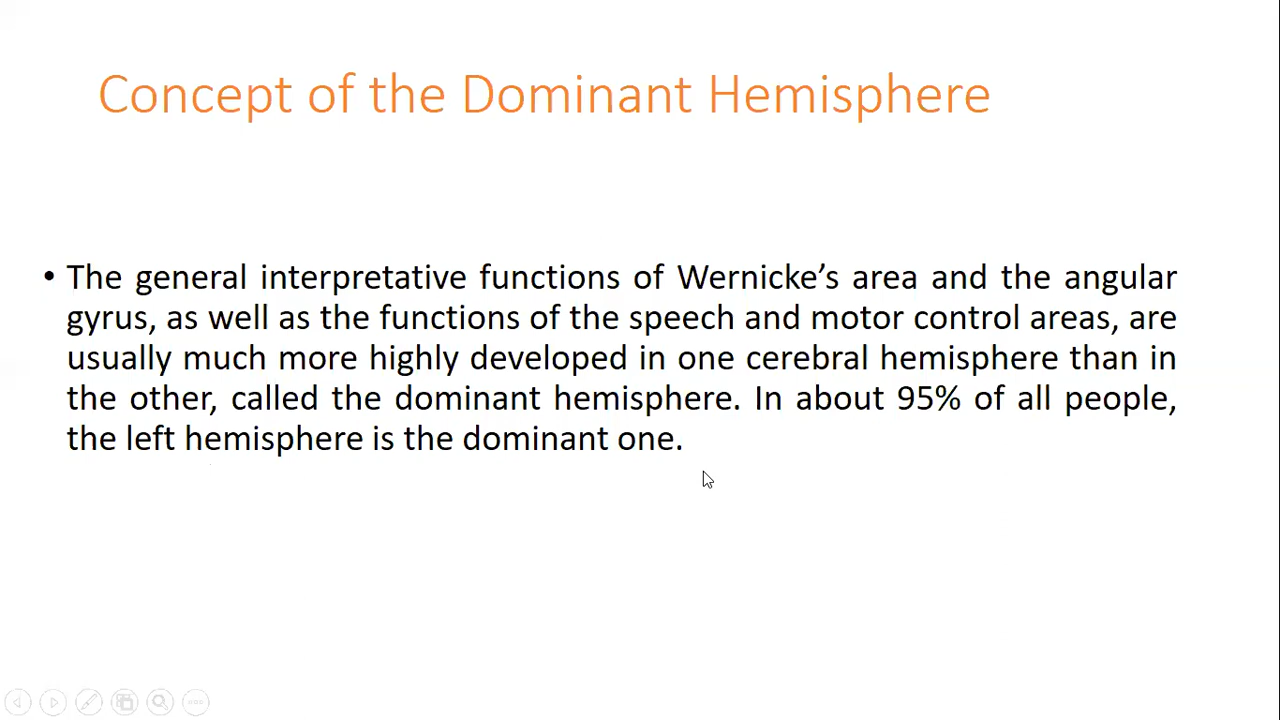 Concept of the Dominant Hemisphere
• The general interpretative functions of Wernicke’s area and the angular
gyrus, as well as the functions of the speech and motor control areas, are
usually much more highly developed in one cerebral hemisphere than in
the other, called the dominant hemisphere. In about 95% of all people,
the left hemisphere is the dominant one.